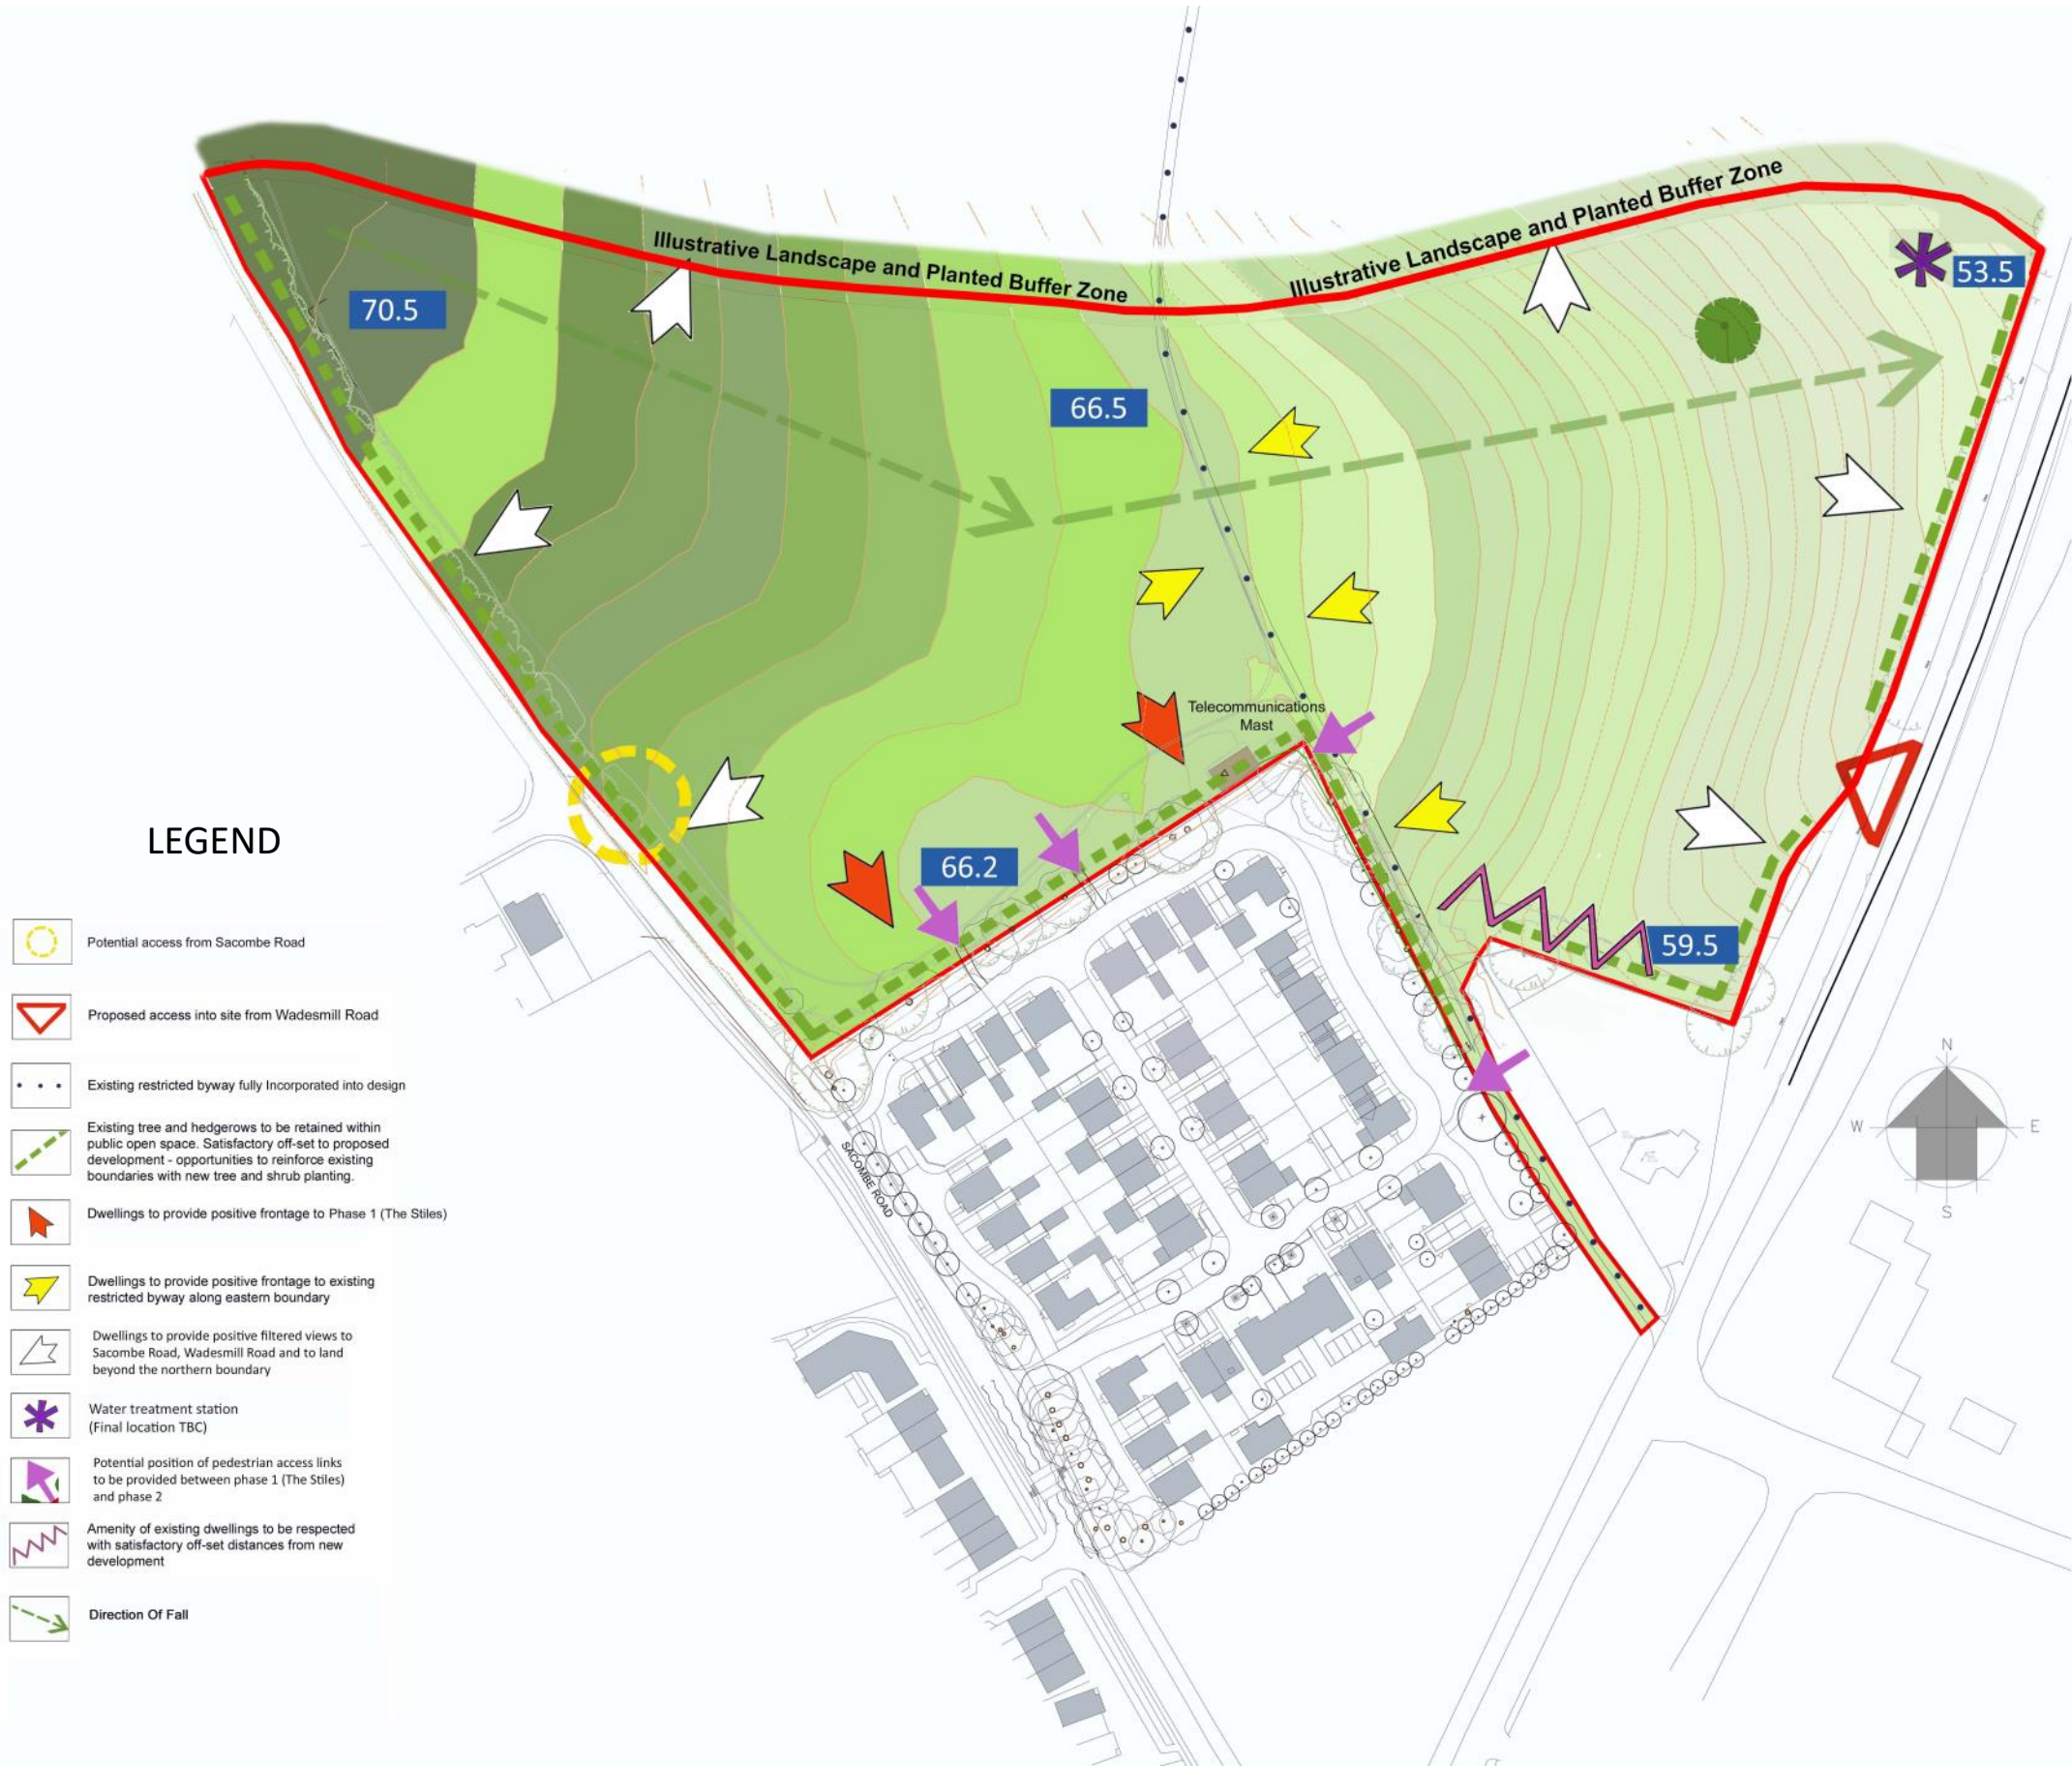 Illustrative Landscape and Planted Buffer Zone
Illustrative Landscape and Planted Buffer Zone
53.5
70.5
66.5
Telecommunications
Mast
66.2
59.5
SACOMBE ROAD
N
W
E
S
LEGEND
Potential access from Sacombe Road
Proposed access into site from Wadesmill Road
Existing restricted byway fully Incorporated into design
Existing tree and hedgerows to be retained within
public open space. Satisfactory off-set to proposed
development - opportunities to reinforce existing
boundaries with new tree and shrub planting.
Dwellings to provide positive frontage to Phase 1 (The Stiles)
Dwellings to provide positive frontage to existing
restricted byway along eastern boundary
Dwellings to provide positive filtered views to
Sacombe Road, Wadesmill Road and to land
beyond the northern boundary
Water treatment station
(Final location TBC)
Potential position of pedestrian access links
to be provided between phase 1 (The Stiles)
and phase 2
Amenity of existing dwellings to be respected
with satisfactory off-set distances from new
development
Direction Of Fall